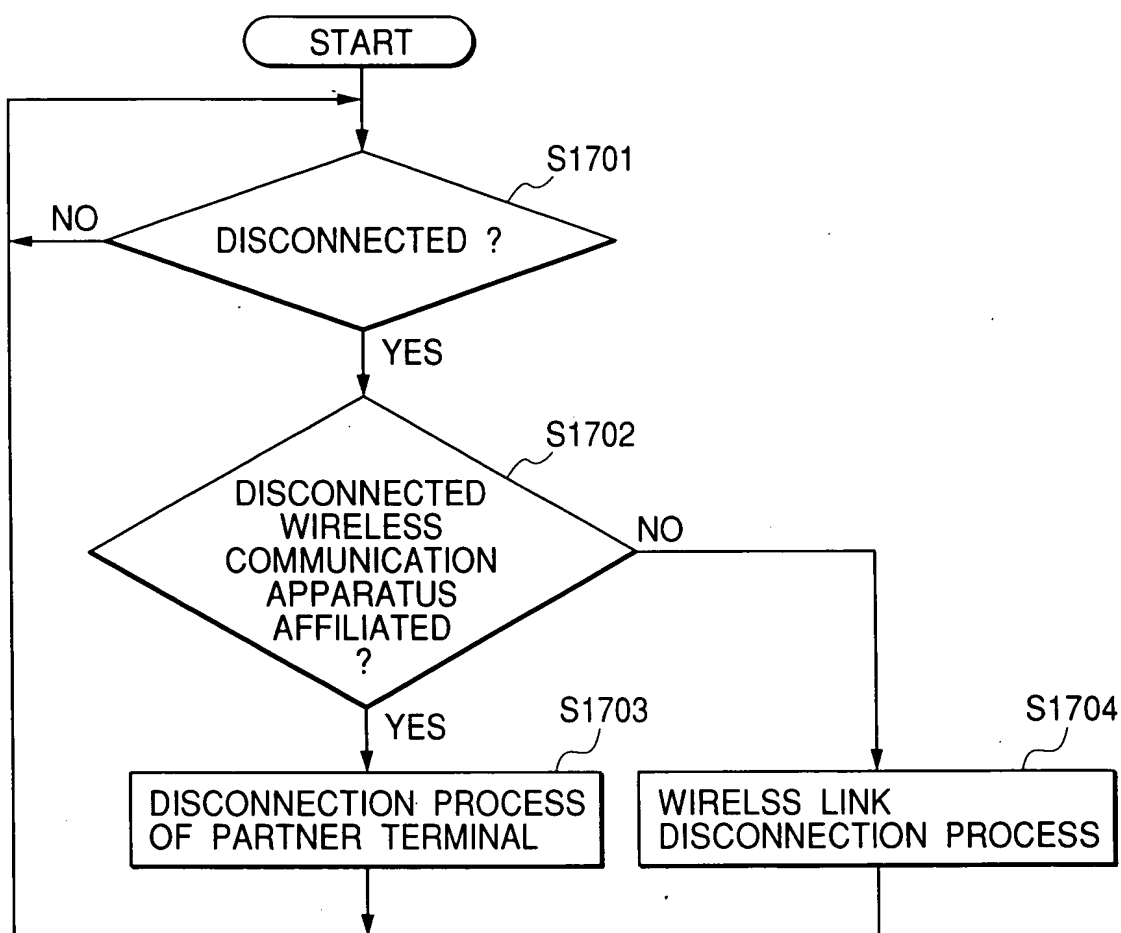 START
S1701
NO
DISCONNECTED ?
YES
S1702
DISCONNECTED
WIRELESS
COMMUNICATION
APPARATUS
AFFILIATED
?
NO
YES
S1703
S1704
DISCONNECTION PROCESS
OF PARTNER TERMINAL
WIRELSS LINK
DISCONNECTION PROCESS